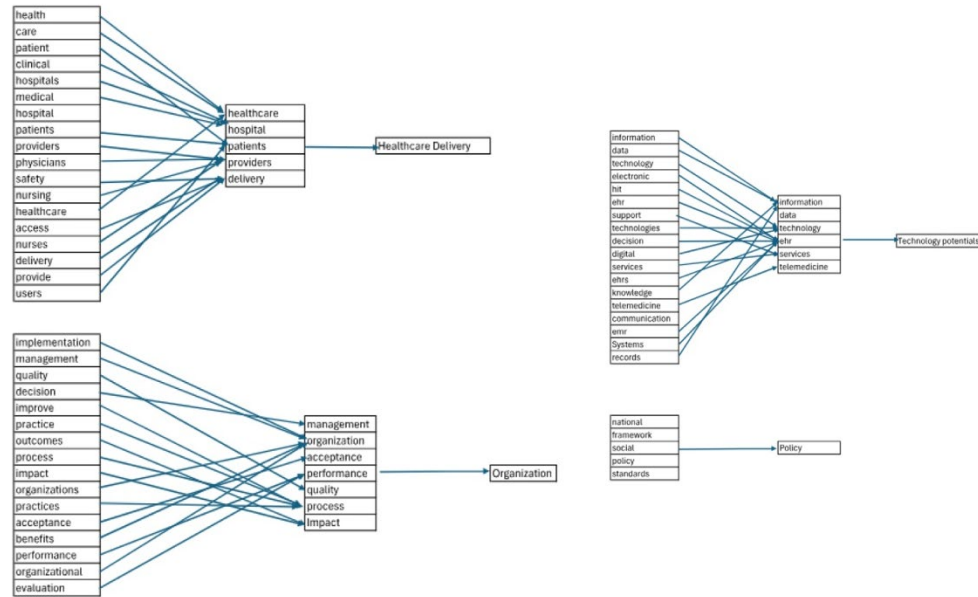 health
care
patient
clinical
hospitals
medical
hospital
patients
providers
physicians
safety
nursing
healthcare
access
nurses
delivery
provide
users
healthcare
hospital
patients
providers
delivery
Healthcare Delivery
implementation
management
quality
decision
improve
practice
outcomes
process
impact
organizations
practices
acceptance
benefits
performance
organizational
evaluation
management
organization
acceptance
performance
quality
process
Impact
Organization
information
data
technology
electronic
hit
ehr
support
technologies
decision
digital
services
ehrs
knowledge
telemedicine
communication
emr
Systems
records
information
data
technology
ehr
services
telemedicine
Technology potentials
national
framework
social
policy
standards
Policy